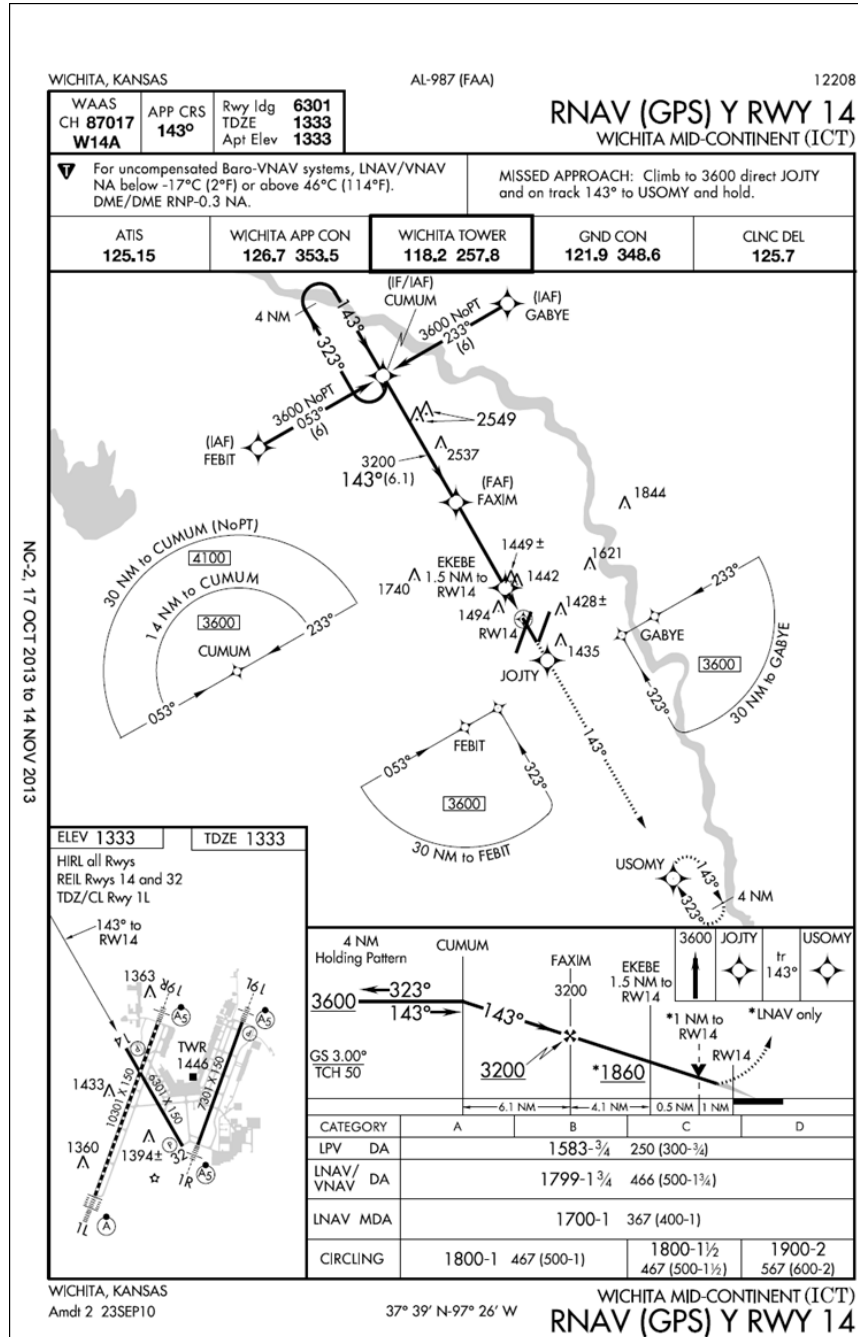 WICHITA, KANSAS
AL-987 (FAA)
12208
WAAS
CH 87017
W14A
APP CRS
143°
Rwy ldg 6301
TDZE 1333
Apt Elev 1333
RNAV (GPS) Y RWY 14
WICHITA MID-CONTINENT (ICT)
T
For uncompensated Baro-VNAV systems, LNAV/VNAV
NA below -17°C (2°F) or above 46°C (114°F).
DME/DME RNP-0.3 NA.
MISSED APPROACH: Climb to 3600 direct JOJTY
and on track 143° to USOMY and hold.
ATIS
125.15
WICHITA APP CON
126.7 353.5
WICHITA TOWER
118.2 257.8
GND CON
121.9 348.6
CLNC DEL
125.7
(IF/IAF)
CUMUM
4 NM
143°
323°
(IAF)
GABYE
3600 NoPT
233°
(6)
3600 NoPT
053°
(6)
(IAF)
FEBIT
2549
2537
3200
143°(6.1)
(FAF)
FAXIM
1844
1449±
1621
EKEBE
1.5 NM to
RW14
1442
1740
1494
1428±
RW14
1435
JOJTY
30 NM to CUMUM (NoPT)
4100
14 NM to CUMUM
3600
CUMUM
233°
053°
233°
GABYE
3600
323°
30 NM to GABYE
053°
FEBIT
323°
3600
30 NM to FEBIT
143°
USOMY
143°
323°
4 NM
NC-2, 17 OCT 2013 to 14 NOV 2013
ELEV 1333
TDZE 1333
HIRL all Rwys
REIL Rwys 14 and 32
TDZ/CL Rwy 1L
143° to
RW14
1363
19R
19L
A5
A5
P
P
14
TWR
1446
1433
10301 X 150
6301 X 150
7301 X 150
1360
1394±
P
32
1R
A5
1L
A
4 NM
Holding Pattern
CUMUM
FAXIM
3200
EKEBE
1.5 NM to
RW14
3600
JOJTY
tr
143°
USOMY
3600
323°
143°
143°
*1 NM to
RW14
*LNAV only
RW14
GS 3.00°
TCH 50
3200
*1860
6.1 NM
4.1 NM
0.5 NM
1 NM
CATEGORY A B C D
LPV DA 1583-¾ 250 (300-¾)
LNAV/
VNAV DA 1799-1¾ 466 (500-1¾)
LNAV MDA 1700-1 367 (400-1)
CIRCLING
1800-1 467 (500-1)
1800-1½
467 (500-1½)
1900-2
567 (600-2)
WICHITA, KANSAS
Amdt 2 23SEP10
37° 39' N-97° 26' W
WICHITA MID-CONTINENT (ICT)
RNAV (GPS) Y RWY 14